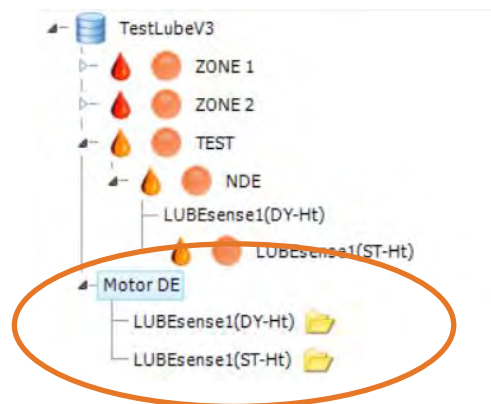 TestLubeV3
ZONE 1
ZONE 2
TEST
NDE
LUBEsense1(DY-Ht)
LUBEsense1(ST-Ht)
Motor DE
LUBEsense1(DY-Ht)
LUBEsense1(ST-Ht)